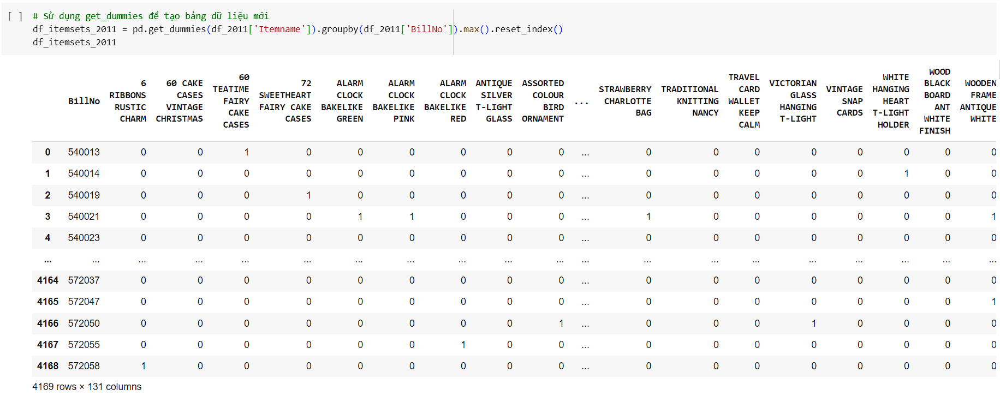 [ ] # Sử dụng get_dummies để tạo bảng dữ liệu mới
df_itemsets_2011 = pd.get_dummies(df_2011['Itemname']).groupby(df_2011['BillNo']).max().reset_index()
df_itemsets_2011
BillNo 6 RIBBONS RUSTIC CHARM 60 CAKE CASES VINTAGE CHRISTMAS 60 TEATIME FAIRY CAKE CASES 72 SWEETHEART FAIRY CAKE CASES ALARM CLOCK BAKELIKE GREEN ALARM CLOCK BAKELIKE PINK ALARM CLOCK BAKELIKE RED ANTIQUE SILVER T-LIGHT GLASS ASSORTED COLOUR BIRD ORNAMENT ... STRAWBERRY CHARLOTTE BAG TRADITIONAL KNITTING NANCY TRAVEL CARD WALLET KEEP CALM VICTORIAN GLASS HANGING T-LIGHT VINTAGE SNAP CARDS WHITE HANGING HEART T-LIGHT HOLDER WOOD BLACK BOARD ANT WHITE FINISH WOODEN FRAME ANTIQUE WHITE
0 540013 0 0 1 0 0 0 0 0 0 ... 0 0 0 0 0 0 0 0
1 540014 0 0 0 0 0 0 0 0 0 ... 0 0 0 0 0 1 0 0
2 540019 0 0 0 1 0 0 0 0 0 ... 0 0 0 0 0 0 0 0
3 540021 0 0 0 0 1 1 0 0 0 ... 1 0 0 0 0 0 0 1
4 540023 0 0 0 0 0 0 0 0 0 ... 0 0 0 0 0 0 0 0
... ... ... ... ... ... ... ... ... ... ... ... ... ... ... ... ... ... ... ...
4164 572037 0 0 0 0 0 0 0 0 0 ... 0 0 0 0 0 0 0 0
4165 572047 0 0 0 0 0 0 0 0 0 ... 0 0 0 0 0 0 0 1
4166 572050 0 0 0 0 0 0 0 0 1 ... 0 0 0 1 0 0 0 0
4167 572055 0 0 0 0 0 0 1 0 0 ... 0 0 0 0 0 0 0 0
4168 572058 1 0 0 0 0 0 0 0 0 ... 0 0 0 0 0 0 0 0
4169 rows × 131 columns